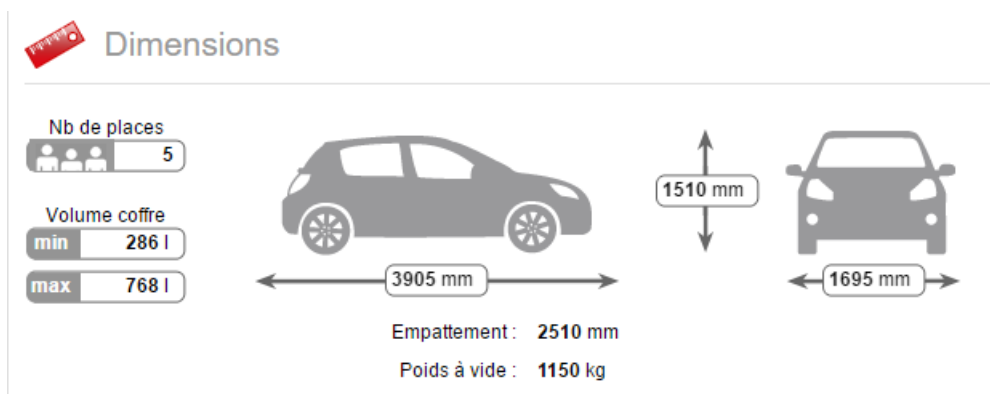 Dimensions
Nb de places
5
Volume coffre
min 286 l
max 768 l
1510 mm
3905 mm
1695 mm
Empattement : 2510 mm
Poids à vide : 1150 kg